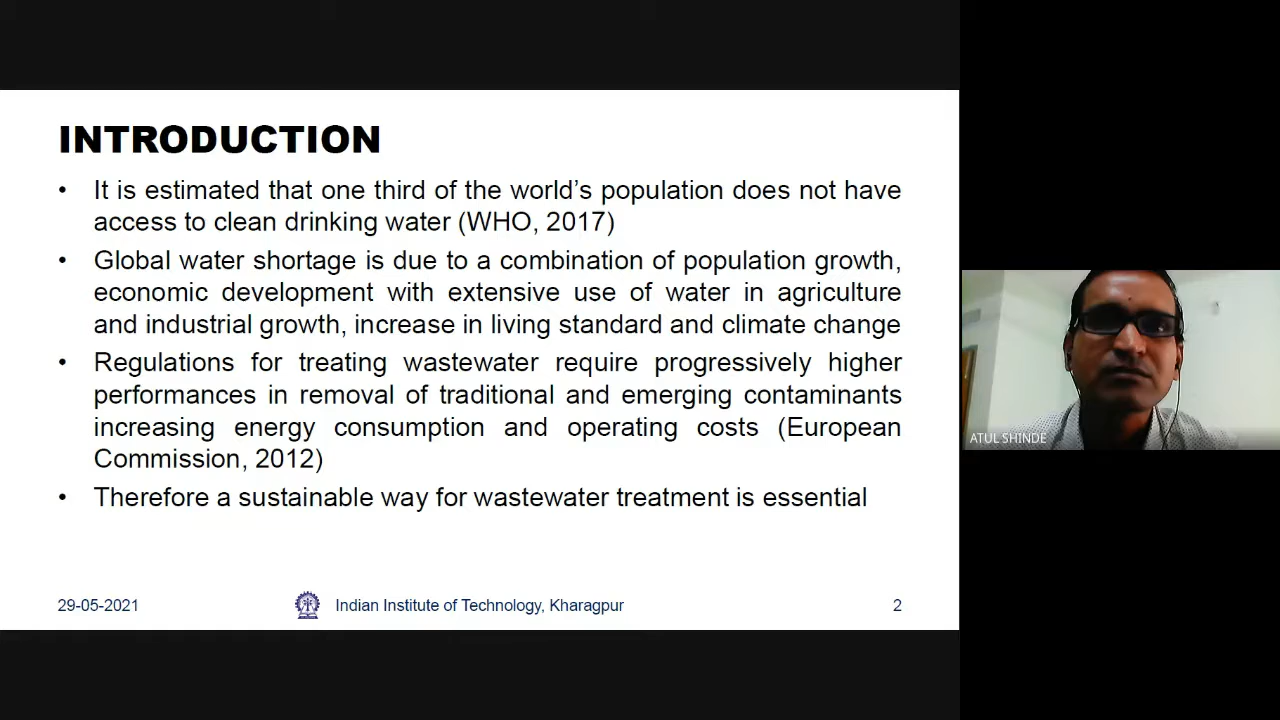 INTRODUCTION
• It is estimated that one third of the world’s population does not have
access to clean drinking water (WHO, 2017)
• Global water shortage is due to a combination of population growth,
economic development with extensive use of water in agriculture
and industrial growth, increase in living standard and climate change
• Regulations for treating wastewater require progressively higher
performances in removal of traditional and emerging contaminants
increasing energy consumption and operating costs (European
Commission, 2012)
• Therefore a sustainable way for wastewater treatment is essential
29-05-2021
Indian Institute of Technology, Kharagpur
2
ATUL SHINDE